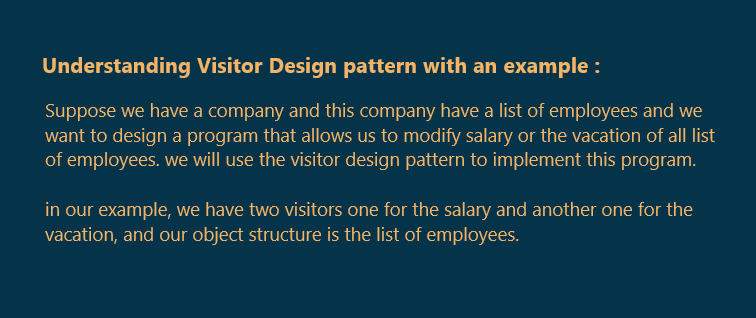 Understanding Visitor Design pattern with an example :
Suppose we have a company and this company have a list of employees and we
want to design a program that allows us to modify salary or the vacation of all list
of employees. we will use the visitor design pattern to implement this program.
in our example, we have two visitors one for the salary and another one for the
vacation, and our object structure is the list of employees.